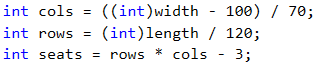 int cols = ((int)width - 100) / 70;
int rows = (int)length / 120;
int seats = rows * cols - 3;